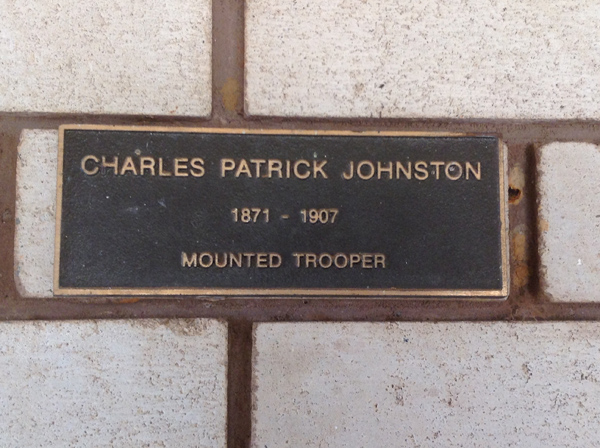 CHARLES PATRICK JOHNSTON
1871 - 1907
MOUNTED TROOPER